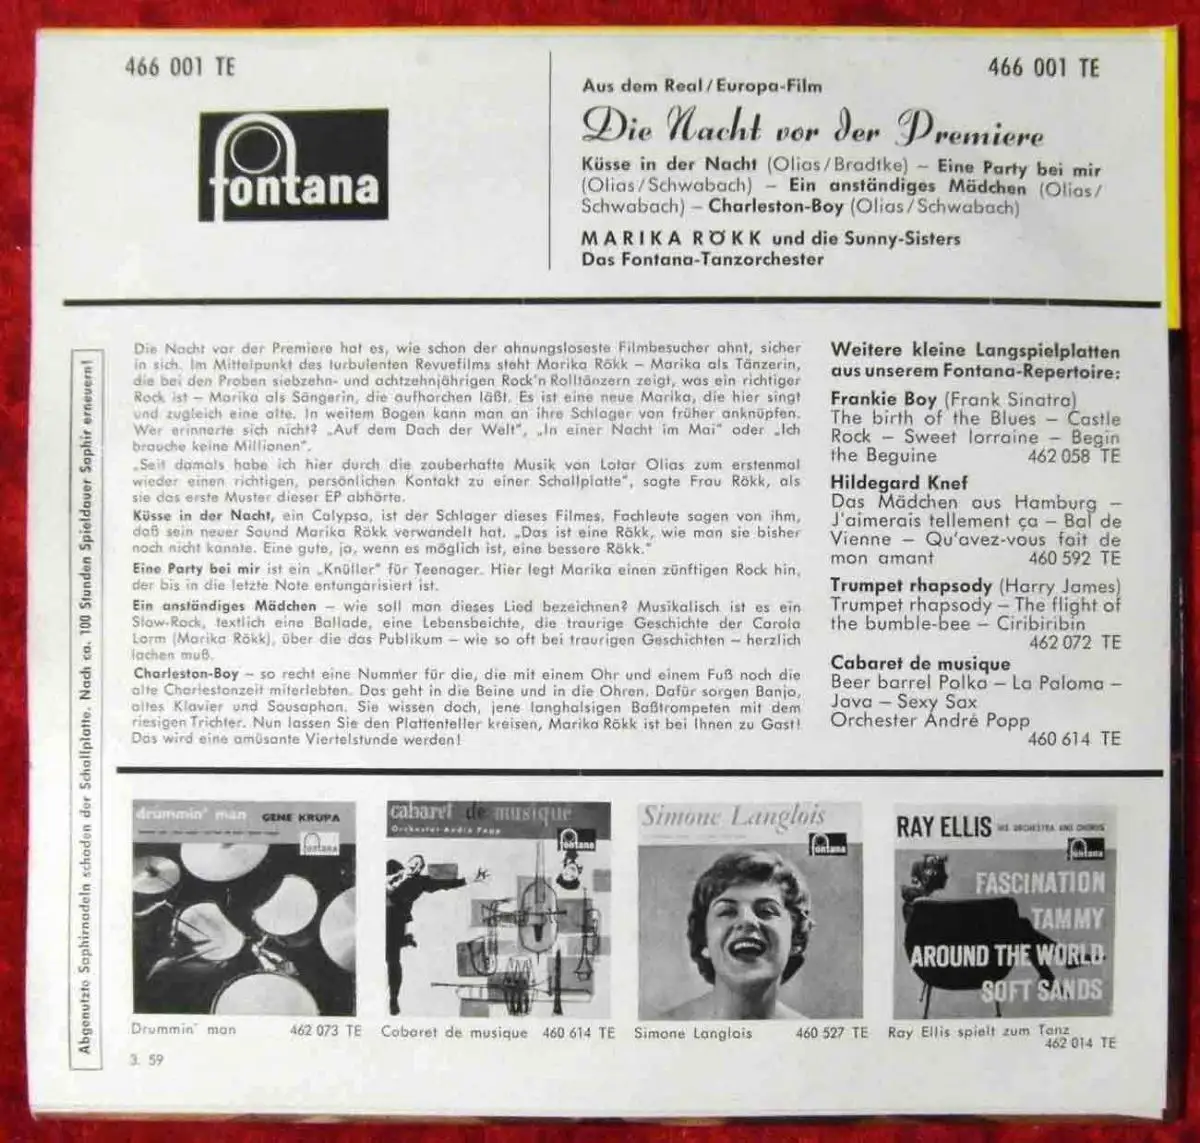 466 001 TE
fontana
466 001 TE
Aus dem Real/Europa-Film
Die Nacht vor der Premiere
Küsse in der Nacht (Olias/Bradtke) – Eine Party bei mir
(Olias/Schwabach) – Ein anständiges Mädchen (Olias/
Schwabach) – Charleston-Boy (Olias/Schwabach)
MARIKA RÖKK und die Sunny-Sisters
Das Fontana-Tanzorchester
Abgenutzte Saphirnadeln schaden der Schallplatte. Nach ca. 100 Stunden Spieldauer Saphir erneuern!
Die Nacht vor der Premiere hat es, wie schon der ahnungsloseste Filmbesucher ahnt, sicher
in sich. Im Mittelpunkt des turbulenten Revuefilms steht Marika Rökk – Marika als Tänzerin,
die bei den Proben siebzehn- und achtzehnjährigen Rock'n Rolltänzern zeigt, was ein richtiger
Rock ist – Marika als Sängerin, die aufhorchen läßt. Es ist eine neue Marika, die hier singt
und zugleich eine alte. In weitem Bogen kann man an ihre Schlager von früher anknüpfen.
Wer erinnerte sich nicht? „Auf dem Dach der Welt", „In einer Nacht im Mai" oder „Ich
brauche keine Millionen".
„Seit damals habe ich hier durch die zauberhafte Musik von Lotar Olias zum erstenmal
wieder einen richtigen, persönlichen Kontakt zu einer Schallplatte", sagte Frau Rökk, als
sie das erste Muster dieser EP abhörte.
Küsse in der Nacht, ein Calypso, ist der Schlager dieses Filmes. Fachleute sagen von ihm,
daß sein neuer Sound Marika Rökk verwandelt hat. „Das ist eine Rökk, wie man sie bisher
noch nicht kannte. Eine gute, ja, wenn es möglich ist, eine bessere Rökk."
Eine Party bei mir ist ein „Knüller" für Teenager. Hier legt Marika einen zünftigen Rock hin,
der bis in die letzte Note entungarisiert ist.
Ein anständiges Mädchen – wie soll man dieses Lied bezeichnen? Musikalisch ist es ein
Slow-Rock, textlich eine Ballade, eine Lebensbeichte, die traurige Geschichte der Carola
Lorm (Marika Rökk), über die das Publikum – wie so oft bei traurigen Geschichten – herzlich
lachen muß.
Charleston-Boy – so recht eine Nummer für die, die mit einem Ohr und einem Fuß noch die
alte Charlestonzeit miterlebten. Das geht in die Beine und in die Ohren. Dafür sorgen Banjo,
altes Klavier und Sousaphon. Sie wissen doch, jene langhalsigen Baßtrompeten mit dem
riesigen Trichter. Nun lassen Sie den Plattenteller kreisen, Marika Rökk ist bei Ihnen zu Gast!
Das wird eine amüsante Viertelstunde werden!
Weitere kleine Langspielplatten
aus unserem Fontana-Repertoire:
Frankie Boy (Frank Sinatra)
The birth of the Blues – Castle
Rock – Sweet lorraine – Begin
the Beguine 462 058 TE
Hildegard Knef
Das Mädchen aus Hamburg –
J'aimerais tellement ça – Bal de
Vienne – Qu'avez-vous fait de
mon amant 460 592 TE
Trumpet rhapsody (Harry James)
Trumpet rhapsody – The flight of
the bumble-bee – Ciribiribin
462 072 TE
Cabaret de musique
Beer barrel Polka – La Paloma –
Java – Sexy Sax
Orchester André Popp
460 614 TE
drummin' man GENE KRUPA
fontana
cabaret de musique
Orchester André Popp
fontana
Simone Langlois
fontana
RAY ELLIS HIS ORCHESTRA AND CHORUS
fontana
FASCINATION
TAMMY
AROUND THE WORLD
SOFT SANDS
Drummin' man 462 073 TE
Cabaret de musique 460 614 TE
Simone Langlois 460 527 TE
Ray Ellis spielt zum Tanz
462 014 TE
3. 59